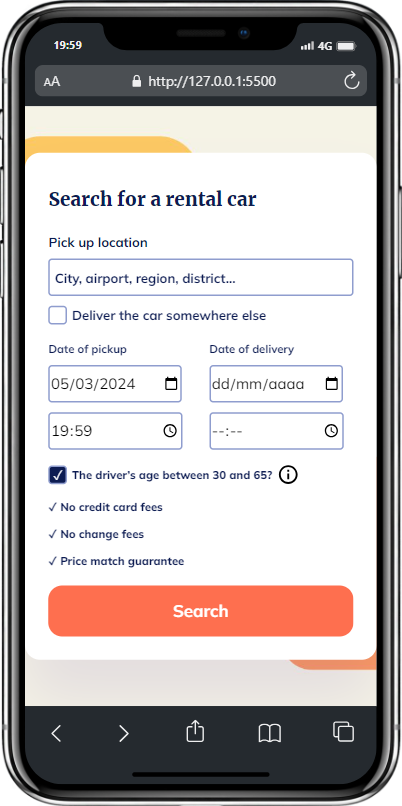 19:59
4G
AA
http://127.0.0.1:5500
Search for a rental car
Pick up location
City, airport, region, district...
Deliver the car somewhere else
Date of pickup Date of delivery
05/03/2024 dd/mm/aaaa
19:59 --:--
✓ The driver's age between 30 and 65?
✓ No credit card fees
✓ No change fees
✓ Price match guarantee
Search